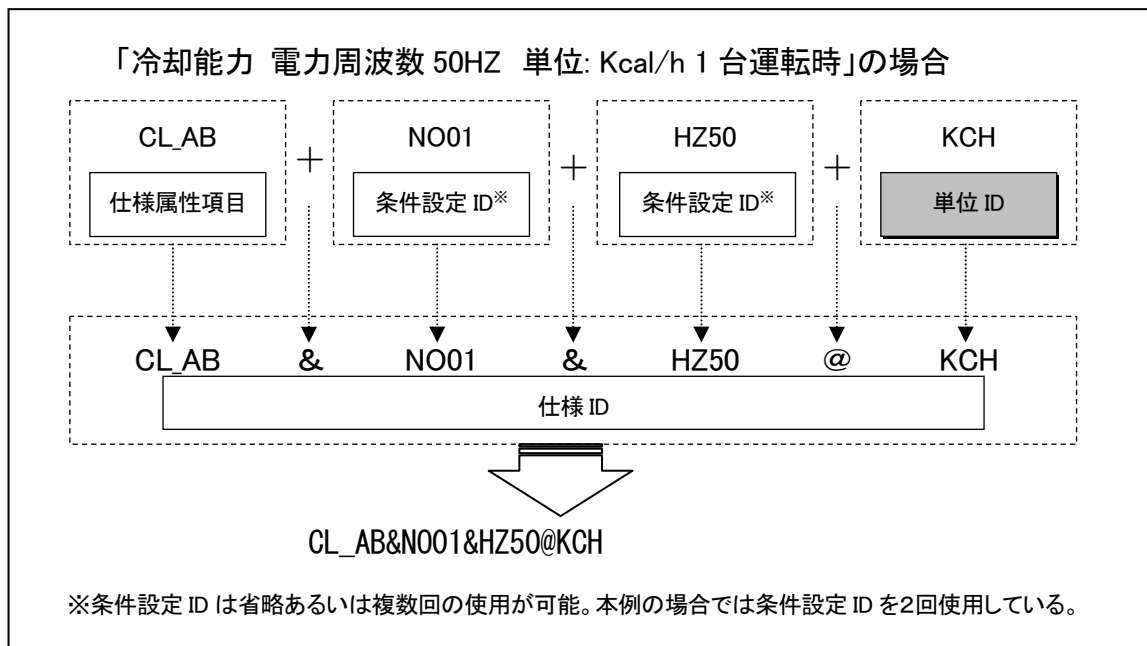 「冷却能力 電力周波数 50HZ 単位: Kcal/h 1 台運転時」の場合
CL_AB + NO01 + HZ50 + KCH
仕様属性項目 条件設定 ID※ 条件設定 ID※ 単位 ID
CL_AB & NO01 & HZ50 @ KCH
仕様 ID
CL_AB&NO01&HZ50@KCH
※条件設定 ID は省略あるいは複数回の使用が可能。本例の場合では条件設定 ID を2回使用している。